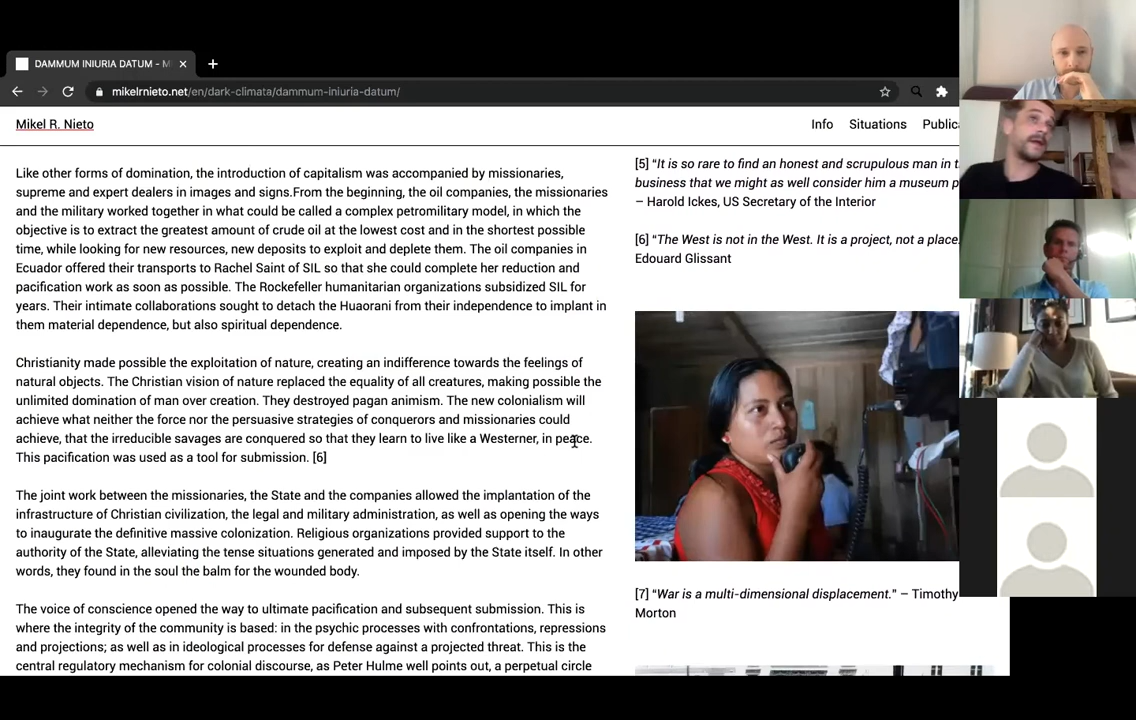 DAMMUM INIURIA DATUM - M
mikelrnieto.net/en/dark-climata/dammum-iniuria-datum/
Mikel R. Nieto
Info Situations Publica
Like other forms of domination, the introduction of capitalism was accompanied by missionaries,
supreme and expert dealers in images and signs.From the beginning, the oil companies, the missionaries
and the military worked together in what could be called a complex petromilitary model, in which the
objective is to extract the greatest amount of crude oil at the lowest cost and in the shortest possible
time, while looking for new resources, new deposits to exploit and deplete them. The oil companies in
Ecuador offered their transports to Rachel Saint of SIL so that she could complete her reduction and
pacification work as soon as possible. The Rockefeller humanitarian organizations subsidized SIL for
years. Their intimate collaborations sought to detach the Huaorani from their independence to implant in
them material dependence, but also spiritual dependence.
Christianity made possible the exploitation of nature, creating an indifference towards the feelings of
natural objects. The Christian vision of nature replaced the equality of all creatures, making possible the
unlimited domination of man over creation. They destroyed pagan animism. The new colonialism will
achieve what neither the force nor the persuasive strategies of conquerors and missionaries could
achieve, that the irreducible savages are conquered so that they learn to live like a Westerner, in peace.
This pacification was used as a tool for submission. [6]
The joint work between the missionaries, the State and the companies allowed the implantation of the
infrastructure of Christian civilization, the legal and military administration, as well as opening the ways
to inaugurate the definitive massive colonization. Religious organizations provided support to the
authority of the State, alleviating the tense situations generated and imposed by the State itself. In other
words, they found in the soul the balm for the wounded body.
The voice of conscience opened the way to ultimate pacification and subsequent submission. This is
where the integrity of the community is based: in the psychic processes with confrontations, repressions
and projections; as well as in ideological processes for defense against a projected threat. This is the
central regulatory mechanism for colonial discourse, as Peter Hulme well points out, a perpetual circle
[5] “It is so rare to find an honest and scrupulous man in t
business that we might as well consider him a museum p
– Harold Ickes, US Secretary of the Interior
[6] “The West is not in the West. It is a project, not a place.
Edouard Glissant
[7] “War is a multi-dimensional displacement.” – Timothy
Morton